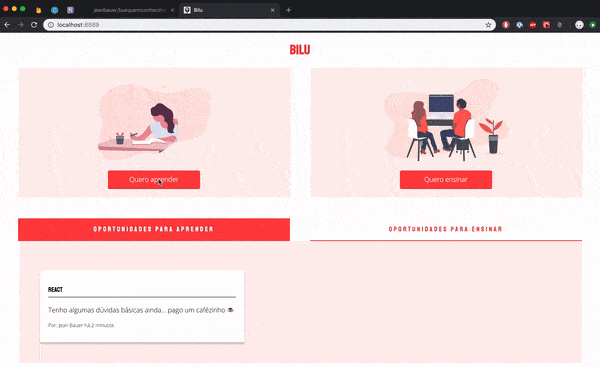 jeanbauer/busquemoconhecim
Bilu
localhost:8889
BILU
Quero aprender
Quero ensinar
OPORTUNIDADES PARA APRENDER
OPORTUNIDADES PARA ENSINAR
REACT
Tenho algumas dúvidas básicas ainda... pago um cafézinho ☕
Por: Jean Bauer há 2 minutos